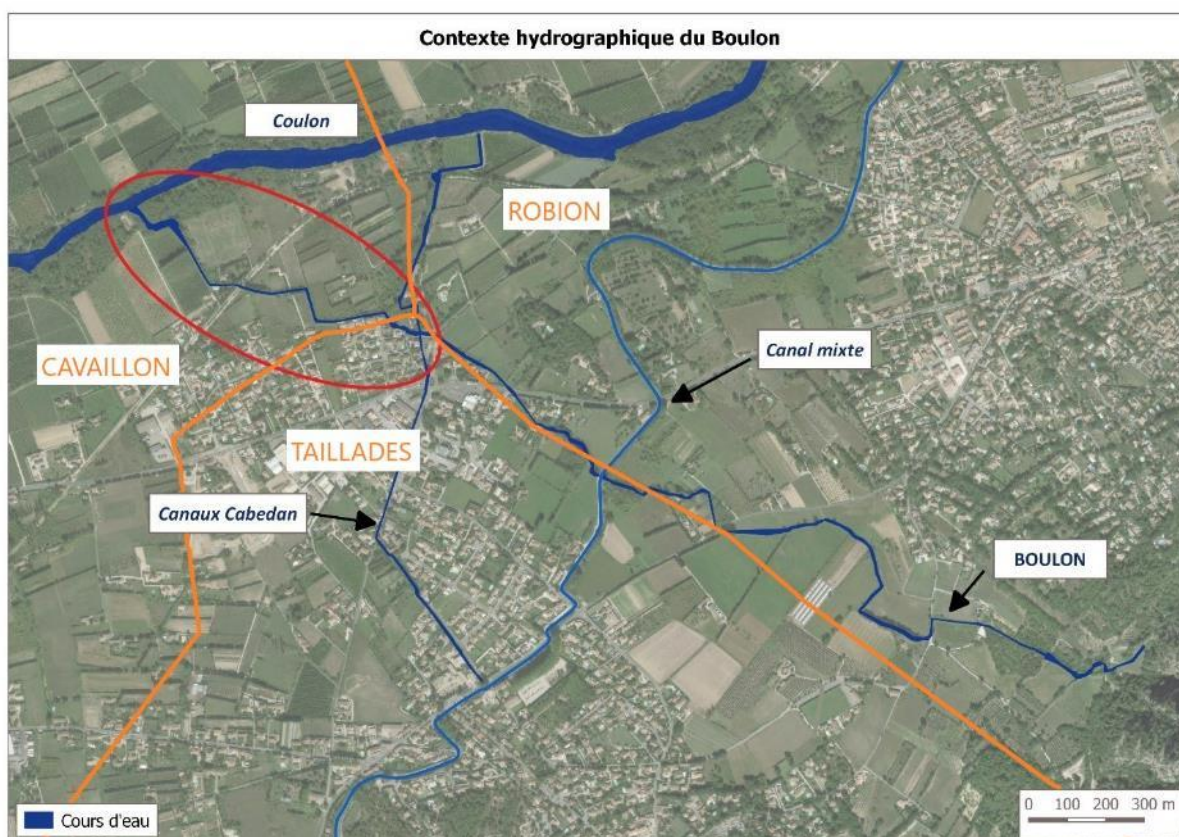 Contexte hydrographique du Boulon
Coulon
ROBION
Canal mixte
CAVAILLON
TAILLADES
Canaux Cabedan
BOULON
Cours d'eau
0 100 200 300 m